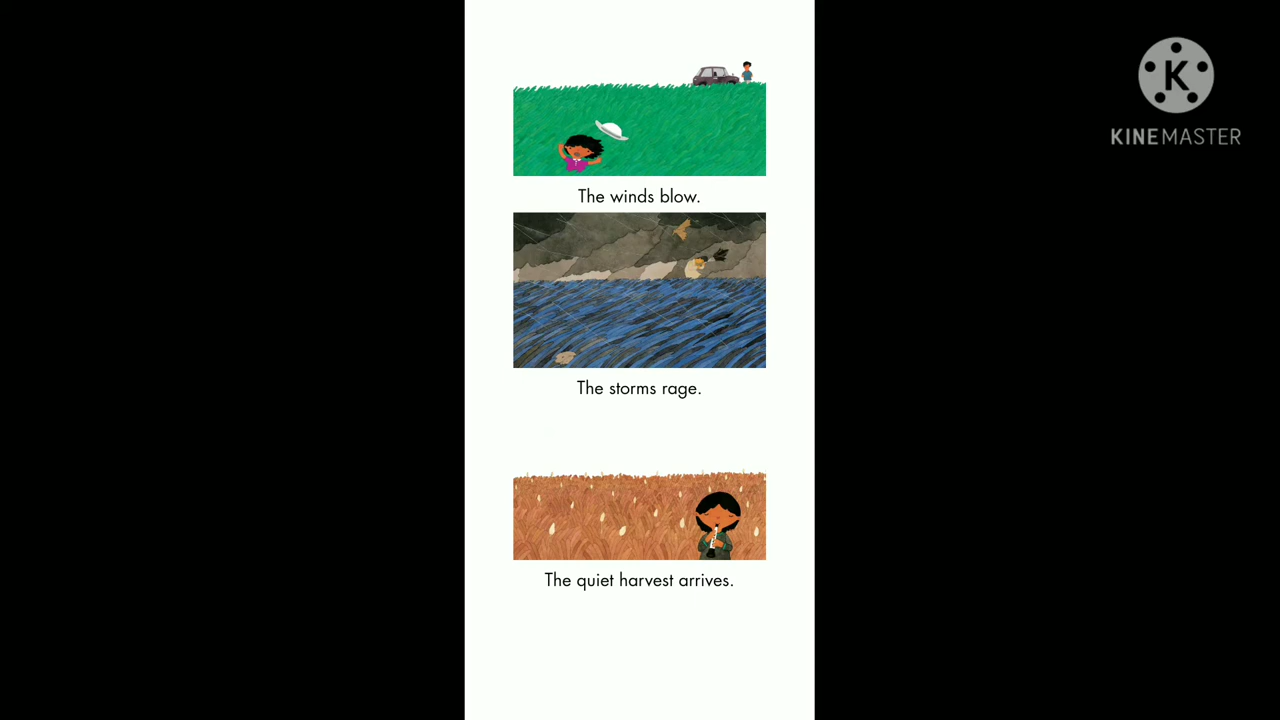 K
KINEMASTER
The winds blow.
The storms rage.
The quiet harvest arrives.